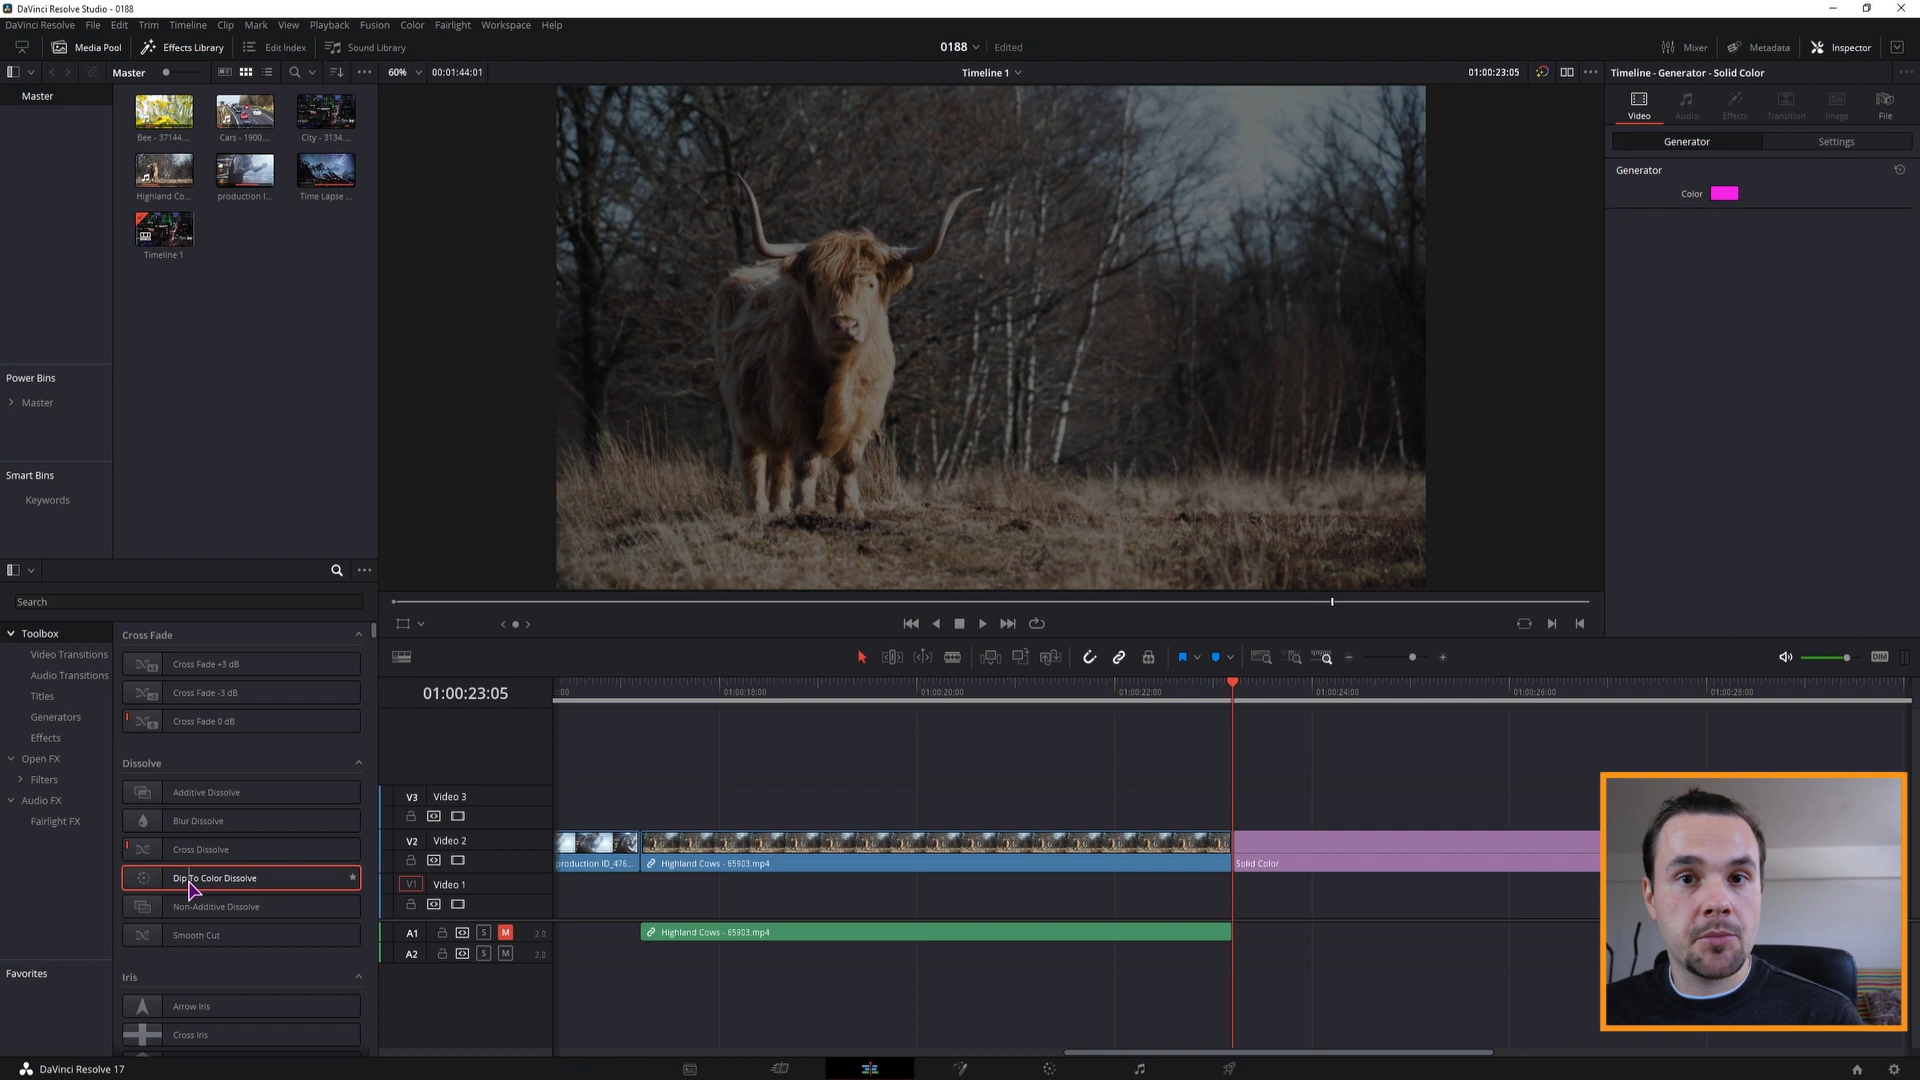 DaVinci Resolve Studio - 0188
DaVinci Resolve File Edit Trim Timeline Clip Mark View Playback Fusion Color Fairlight Workspace Help
Media Pool Effects Library Edit Index Sound Library 0188 Edited Mixer Metadata Inspector
Master 60% 00:01:44:01 Timeline 1 01:00:23:05 Timeline - Generator - Solid Color
Master
Bee - 37144.... Cars - 1900.... City - 3134....
Highland Co... production I... Time Lapse ...
Timeline 1
Video Audio Effects Transition Image File
Generator Settings
Generator
Color
Power Bins
Master
Smart Bins
Keywords
Search
Toolbox
Video Transitions
Audio Transitions
Titles
Generators
Effects
Open FX
Filters
Audio FX
Fairlight FX
Favorites
Cross Fade
Cross Fade +3 dB
Cross Fade -3 dB
Cross Fade 0 dB
Dissolve
Additive Dissolve
Blur Dissolve
Cross Dissolve
Dip To Color Dissolve
Non-Additive Dissolve
Smooth Cut
Iris
Arrow Iris
Cross Iris
DIM
01:00:23:05
:00 01:00:18:00 01:00:20:00 01:00:22:00 01:00:24:00 01:00:26:00 01:00:28:00
V3 Video 3
V2 Video 2
production ID_476... Highland Cows - 65903.mp4 Solid Color
V1 Video 1
A1 S M 2.0 Highland Cows - 65903.mp4
A2 S M 2.0
DaVinci Resolve 17